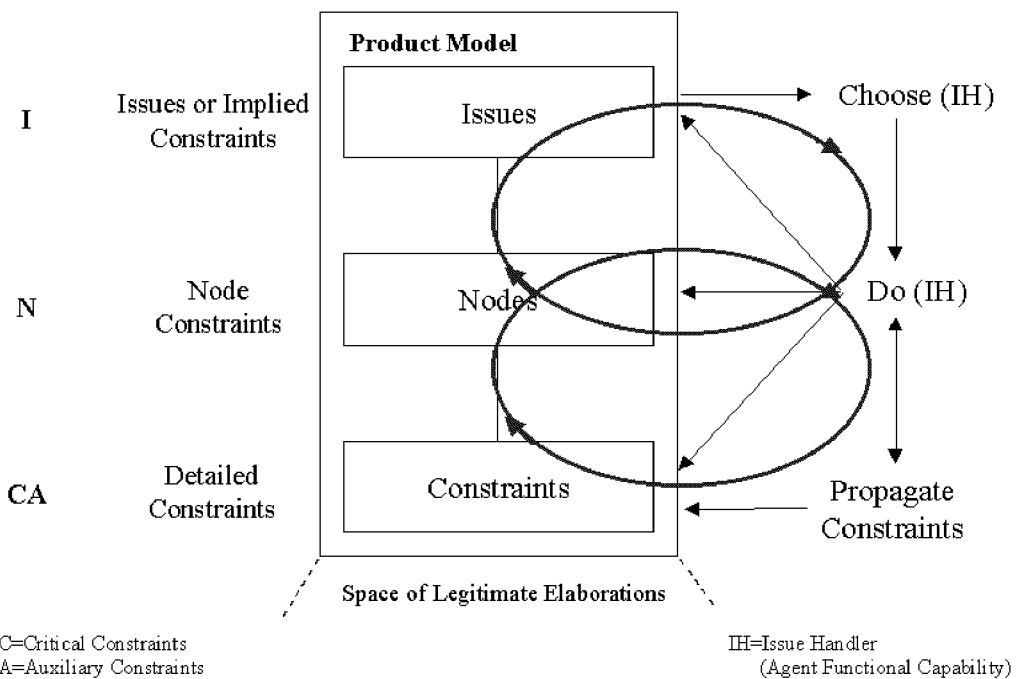 Product Model
I
Issues or Implied
Constraints
Issues
Choose (IH)
N
Node
Constraints
Nodes
Do (IH)
CA
Detailed
Constraints
Constraints
Propagate
Constraints
Space of Legitimate Elaborations
C=Critical Constraints
A=Auxiliary Constraints
IH=Issue Handler
(Agent Functional Capability)